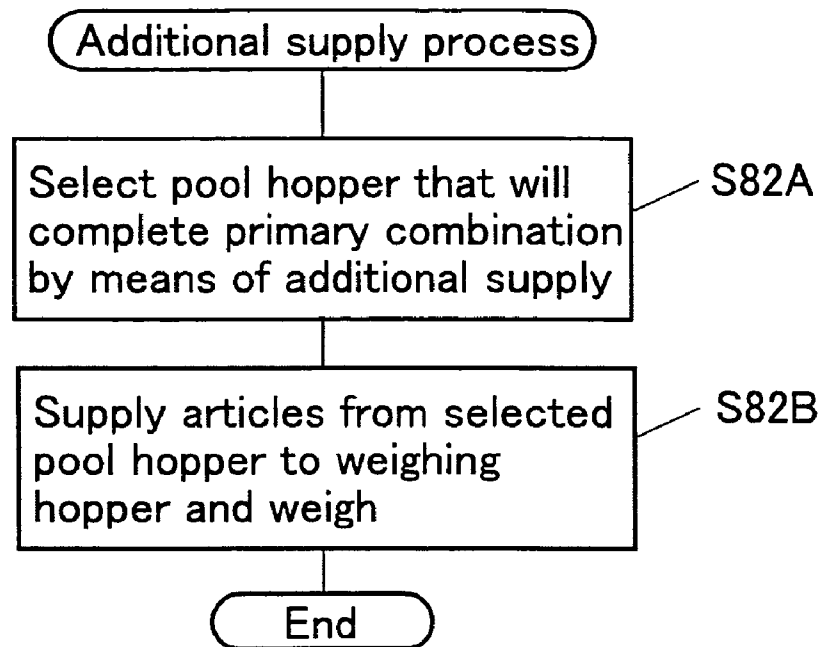 Additional supply process
Select pool hopper that will
complete primary combination
by means of additional supply
S82A
Supply articles from selected
pool hopper to weighing
hopper and weigh
S82B
End